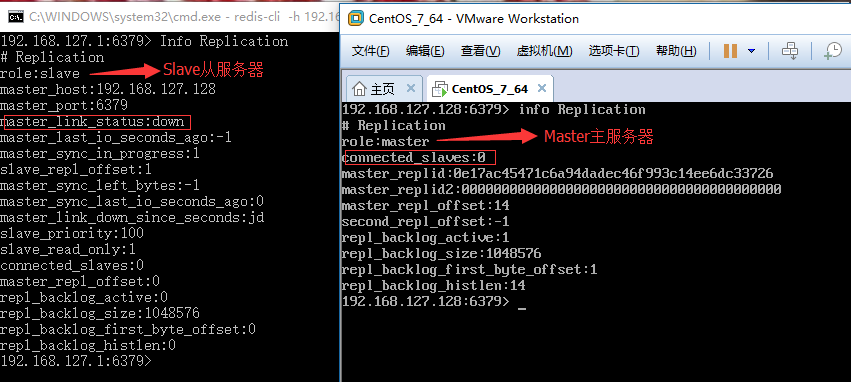 C:\WINDOWS\system32\cmd.exe - redis-cli -h 192.16
192.168.127.1:6379> Info Replication
# Replication
role:slave
Slave从服务器
master_host:192.168.127.128
master_port:6379
master_link_status:down
master_last_io_seconds_ago:-1
master_sync_in_progress:1
slave_repl_offset:1
master_sync_left_bytes:-1
master_sync_last_io_seconds_ago:0
master_link_down_since_seconds:jd
slave_priority:100
slave_read_only:1
connected_slaves:0
master_repl_offset:0
repl_backlog_active:0
repl_backlog_size:1048576
repl_backlog_first_byte_offset:0
repl_backlog_histlen:0
192.168.127.1:6379>
CentOS_7_64 - VMware Workstation
文件(F) 编辑(E) 查看(V) 虚拟机(M) 选项卡(T) 帮助(H)
主页 CentOS_7_64
192.168.127.128:6379> info Replication
# Replication
role:master
Master主服务器
connected_slaves:0
master_replid:0e17ac45471c6a94dadec46f993c14ee6dc33726
master_replid2:0000000000000000000000000000000000000000
master_repl_offset:14
second_repl_offset:-1
repl_backlog_active:1
repl_backlog_size:1048576
repl_backlog_first_byte_offset:1
repl_backlog_histlen:14
192.168.127.128:6379> _